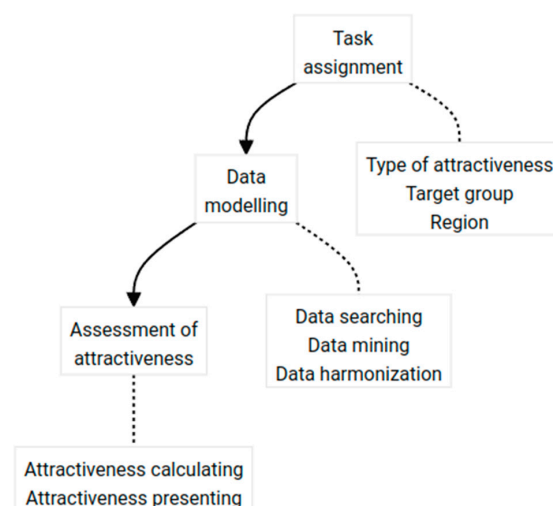 Task
assignment
Type of attractiveness
Target group
Region
Data
modelling
Data searching
Data mining
Data harmonization
Assessment of
attractiveness
Attractiveness calculating
Attractiveness presenting